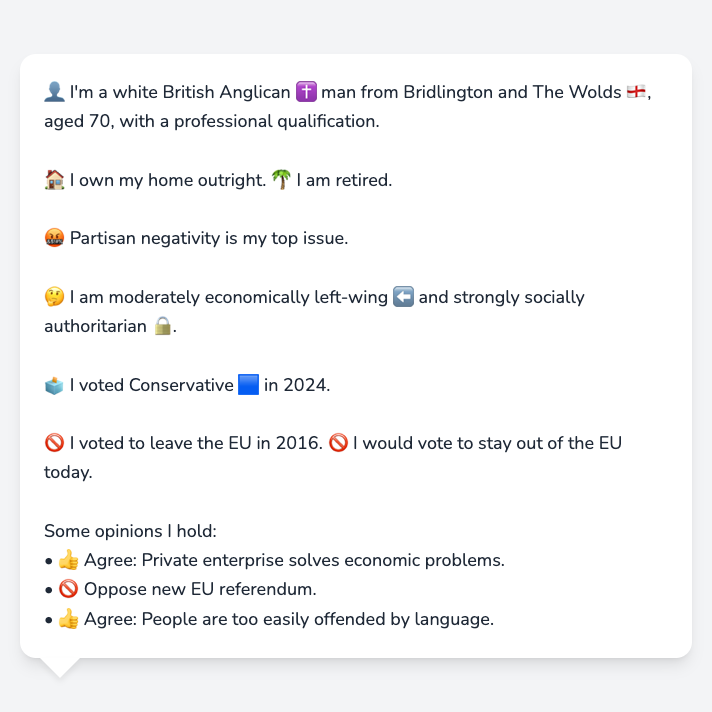 👤 I'm a white British Anglican ✝️ man from Bridlington and The Wolds 🏴󠁧󠁢󠁥󠁮󠁧󠁿,
aged 70, with a professional qualification.
🏠 I own my home outright. 🌴 I am retired.
🤬 Partisan negativity is my top issue.
🤔 I am moderately economically left-wing ⬅️ and strongly socially
authoritarian 🔒.
🗳️ I voted Conservative 🟦 in 2024.
🚫 I voted to leave the EU in 2016. 🚫 I would vote to stay out of the EU
today.
Some opinions I hold:
• 👍 Agree: Private enterprise solves economic problems.
• 🚫 Oppose new EU referendum.
• 👍 Agree: People are too easily offended by language.